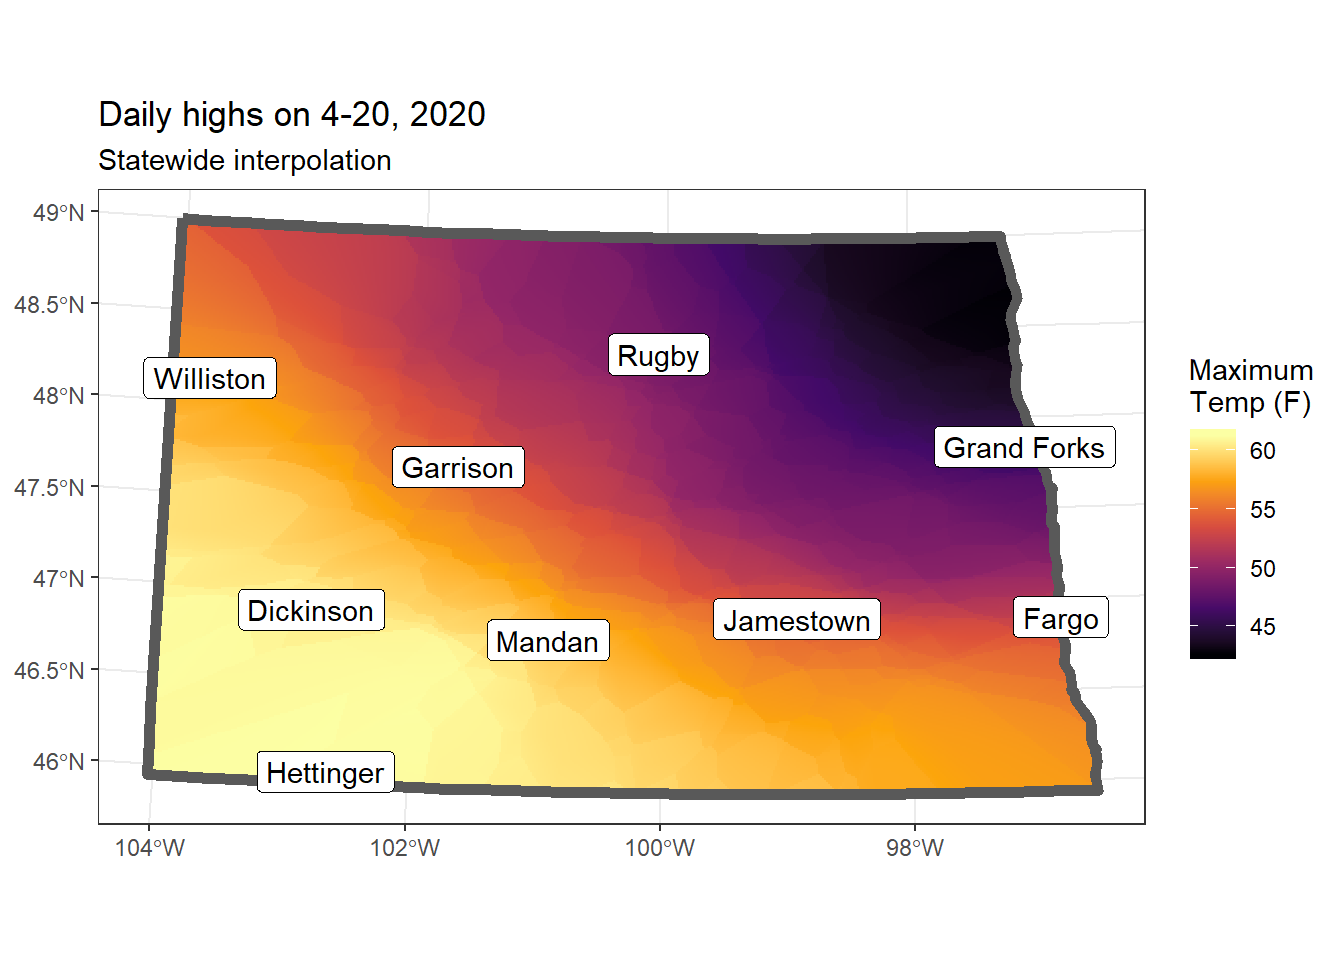 Daily highs on 4-20, 2020
Statewide interpolation
49°N
48.5°N
48°N
47.5°N
47°N
46.5°N
46°N
104°W
102°W
100°W
98°W
Rugby
Williston
Grand Forks
Garrison
Dickinson
Jamestown
Fargo
Mandan
Hettinger
Maximum
Temp (F)
60
55
50
45